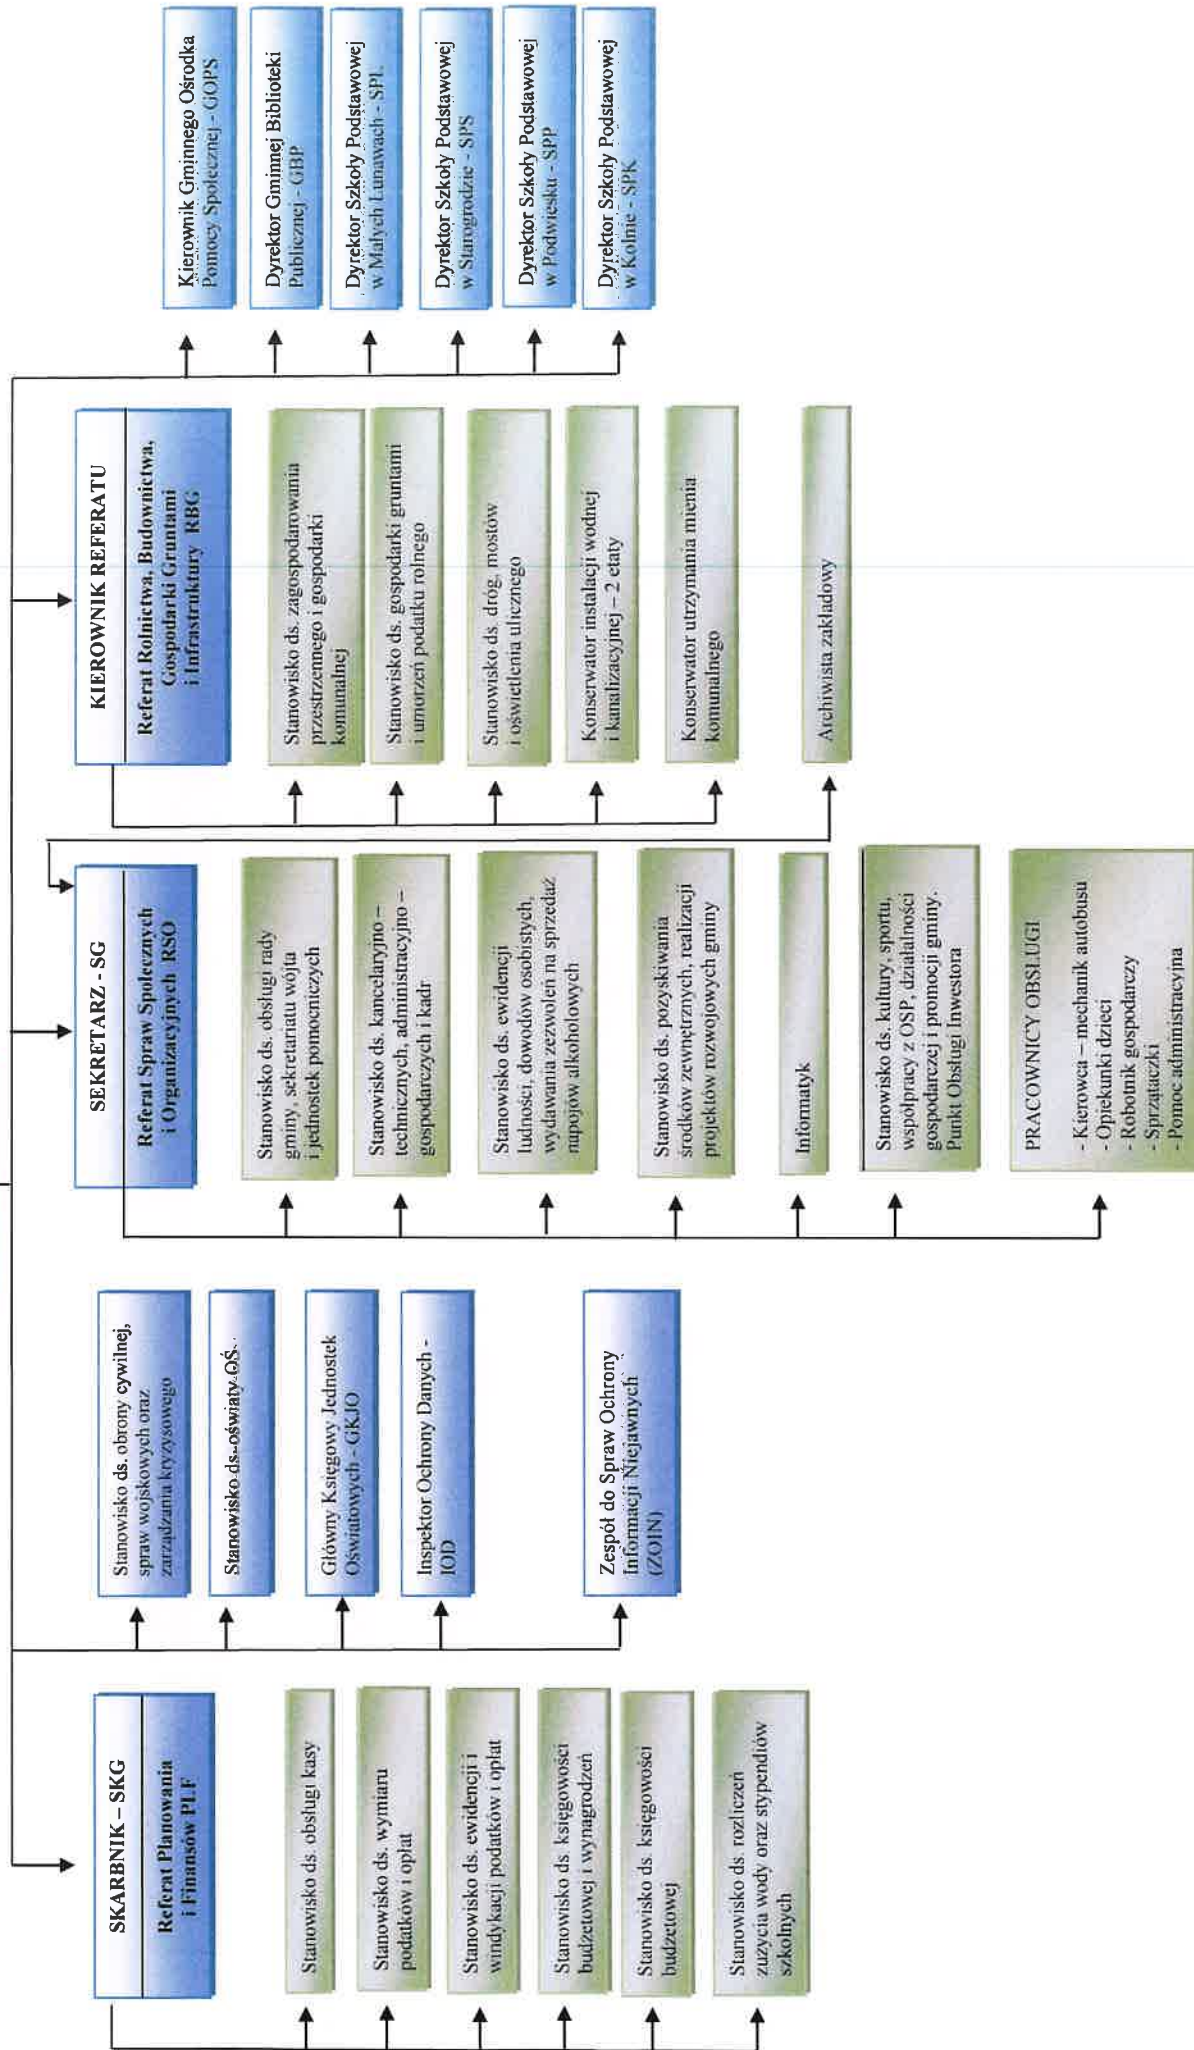 SKARBNIK – SKG
Referat Planowania
i Finansów PLF
Stanowisko ds. obsługi kasy
Stanowisko ds. wymiaru
podatków i opłat
Stanowisko ds. ewidencji i
windykacji podatków i opłat
Stanowisko ds. księgowości
budżetowej i wynagrodzeń
Stanowisko ds. księgowości
budżetowej
Stanowisko ds. rozliczeń
zużycia wody oraz stypendiów
szkolnych
Stanowisko ds. obrony cywilnej,
spraw wojskowych oraz
zarządzania kryzysowego
Stanowisko ds. oświaty-OŚ
Główny Księgowy Jednostek
Oświatowych - GKJO
Inspektor Ochrony Danych -
IOD
Zespół do Spraw Ochrony
Informacji Niejawnych
(ZOIN)
SEKRETARZ - SG
Referat Spraw Społecznych
i Organizacyjnych RSO
Stanowisko ds. obsługi rady
gminy, sekretariatu wójta
i jednostek pomocniczych
Stanowisko ds. kancelaryjno –
technicznych, administracyjno –
gospodarczych i kadr
Stanowisko ds. ewidencji
ludności, dowodów osobistych,
wydawania zezwoleń na sprzedaż
napojów alkoholowych
Stanowisko ds. pozyskiwania
środków zewnętrznych, realizacji
projektów rozwojowych gminy
Informatyk
Stanowisko ds. kultury, sportu,
współpracy z OSP, działalności
gospodarczej i promocji gminy.
Punkt Obsługi Inwestora
PRACOWNICY OBSŁUGI
- Kierowca – mechanik autobusu
- Opiekunki dzieci
- Robotnik gospodarczy
- Sprzątaczki
- Pomoc administracyjna
KIEROWNIK REFERATU
Referat Rolnictwa, Budownictwa,
Gospodarki Gruntami
i Infrastruktury RBG
Stanowisko ds. zagospodarowania
przestrzennego i gospodarki
komunalnej
Stanowisko ds. gospodarki gruntami
i umorzeń podatku rolnego
Stanowisko ds. dróg, mostów
i oświetlenia ulicznego
Konserwator instalacji wodnej
i kanalizacyjnej – 2 etaty
Konserwator utrzymania mienia
komunalnego
Archiwista zakładowy
Kierownik Gminnego Ośrodka
Pomocy Społecznej - GOPS
Dyrektor Gminnej Biblioteki
Publicznej - GBP
Dyrektor Szkoły Podstawowej
w Małych Łunawach - SPŁ
Dyrektor Szkoły Podstawowej
w Starogrodzie - SPS
Dyrektor Szkoły Podstawowej
w Podwiesku - SPP
Dyrektor Szkoły Podstawowej
w Kolnie - SPK